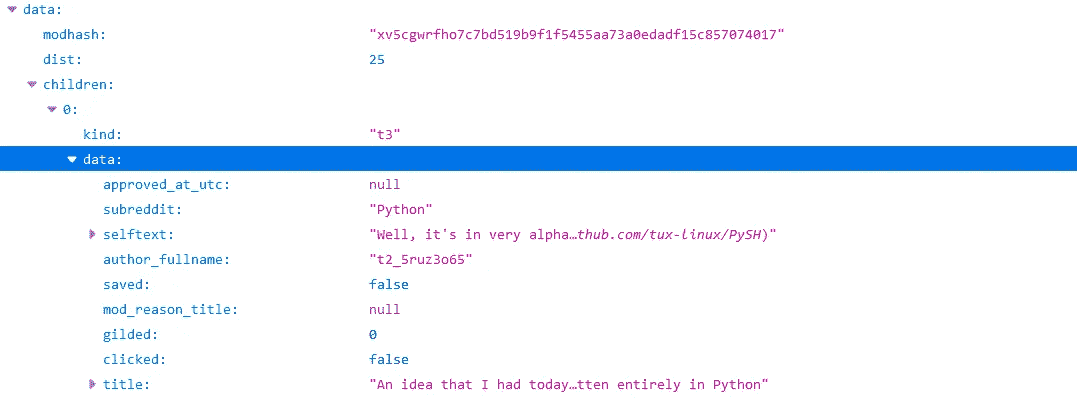 data:
modhash: "xv5cgwrfho7c7bd519b9f1f5455aa73a0edadf15c857074017"
dist: 25
children:
0:
kind: "t3"
data:
approved_at_utc: null
subreddit: "Python"
selftext: "Well, it's in very alpha…thub.com/tux-linux/PySH)"
author_fullname: "t2_5ruz3o65"
saved: false
mod_reason_title: null
gilded: 0
clicked: false
title: "An idea that I had today…tten entirely in Python"